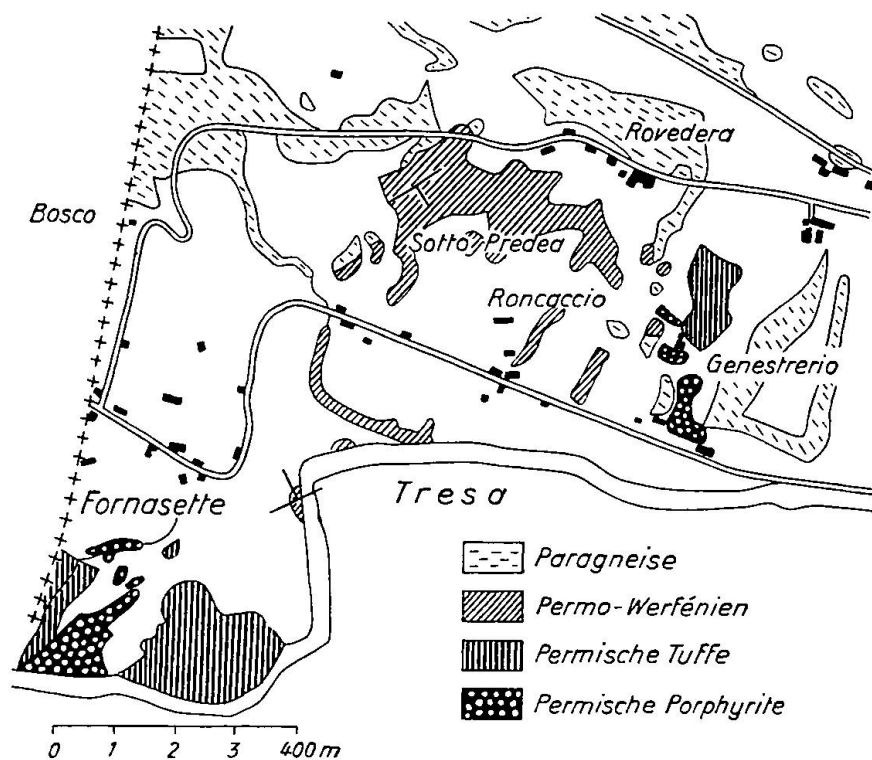 Rovedera
Bosco
Sotto Predea
Roncaccio
Genestrerio
Tresa
Fornasette
Paragneise
Permo-Werfénien
Permische Tuffe
Permische Porphyrite
0 1 2 3 400 m